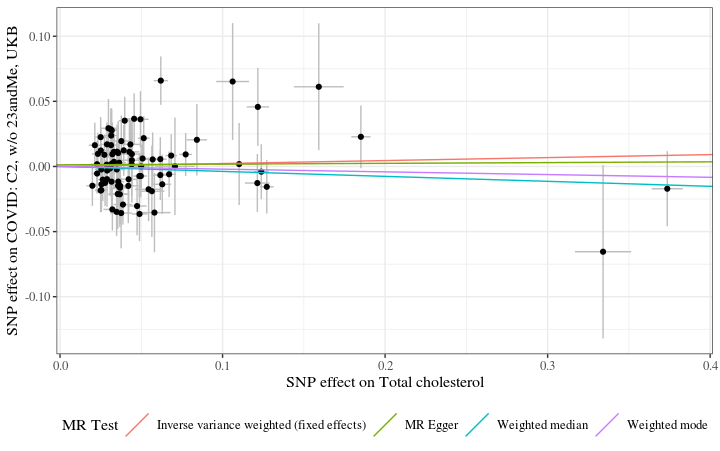 0.10
0.05
0.00
-0.05
-0.10
SNP effect on COVID: C2, w/o 23andMe, UKB
0.0 0.1 0.2 0.3 0.4
SNP effect on Total cholesterol
MR Test Inverse variance weighted (fixed effects) MR Egger Weighted median Weighted mode